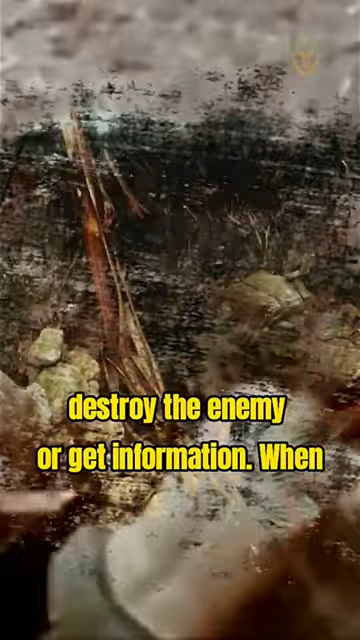 destroy the enemy
or get information. When